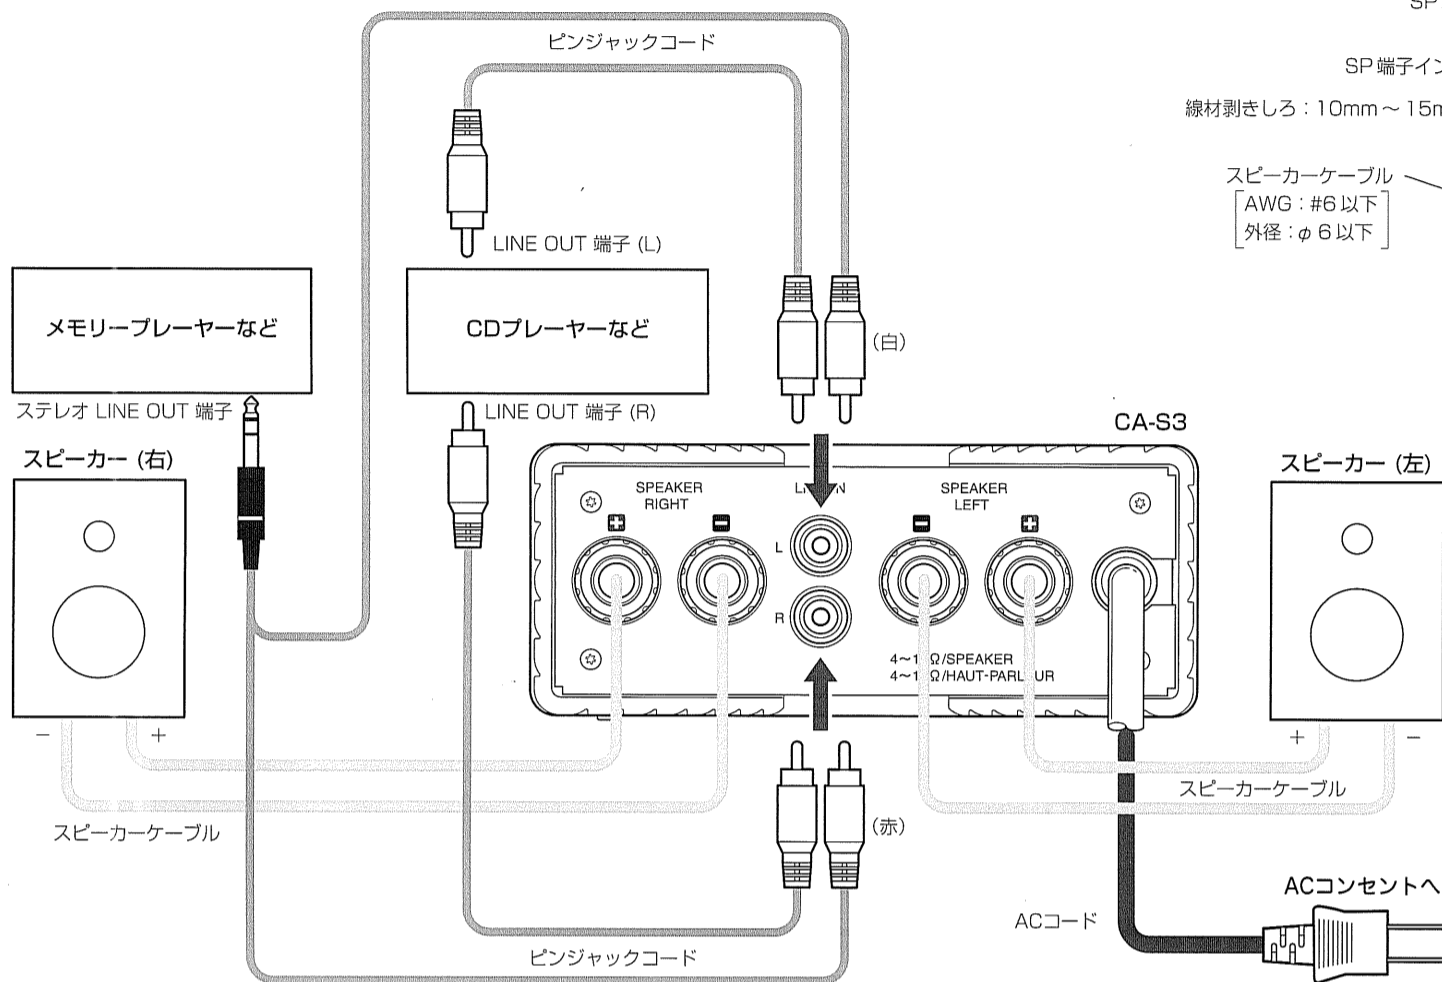 SP
ピンジャックコード
SP 端子イン
線材剥きしろ：10mm ～ 15m
スピーカーケーブル
AWG：#6 以下
外径：φ 6 以下
LINE OUT 端子 (L)
メモリープレーヤーなど
CDプレーヤーなど
(白)
ステレオ LINE OUT 端子
LINE OUT 端子 (R)
CA-S3
スピーカー (右)
スピーカー (左)
SPEAKER
RIGHT
SPEAKER
LEFT
+
−
−
+
L
R
4~1 Ω/SPEAKER
4~1 Ω/HAUT-PARL UR
− +
+ −
スピーカーケーブル
スピーカーケーブル
(赤)
ACコンセントへ
ACコード
ピンジャックコード